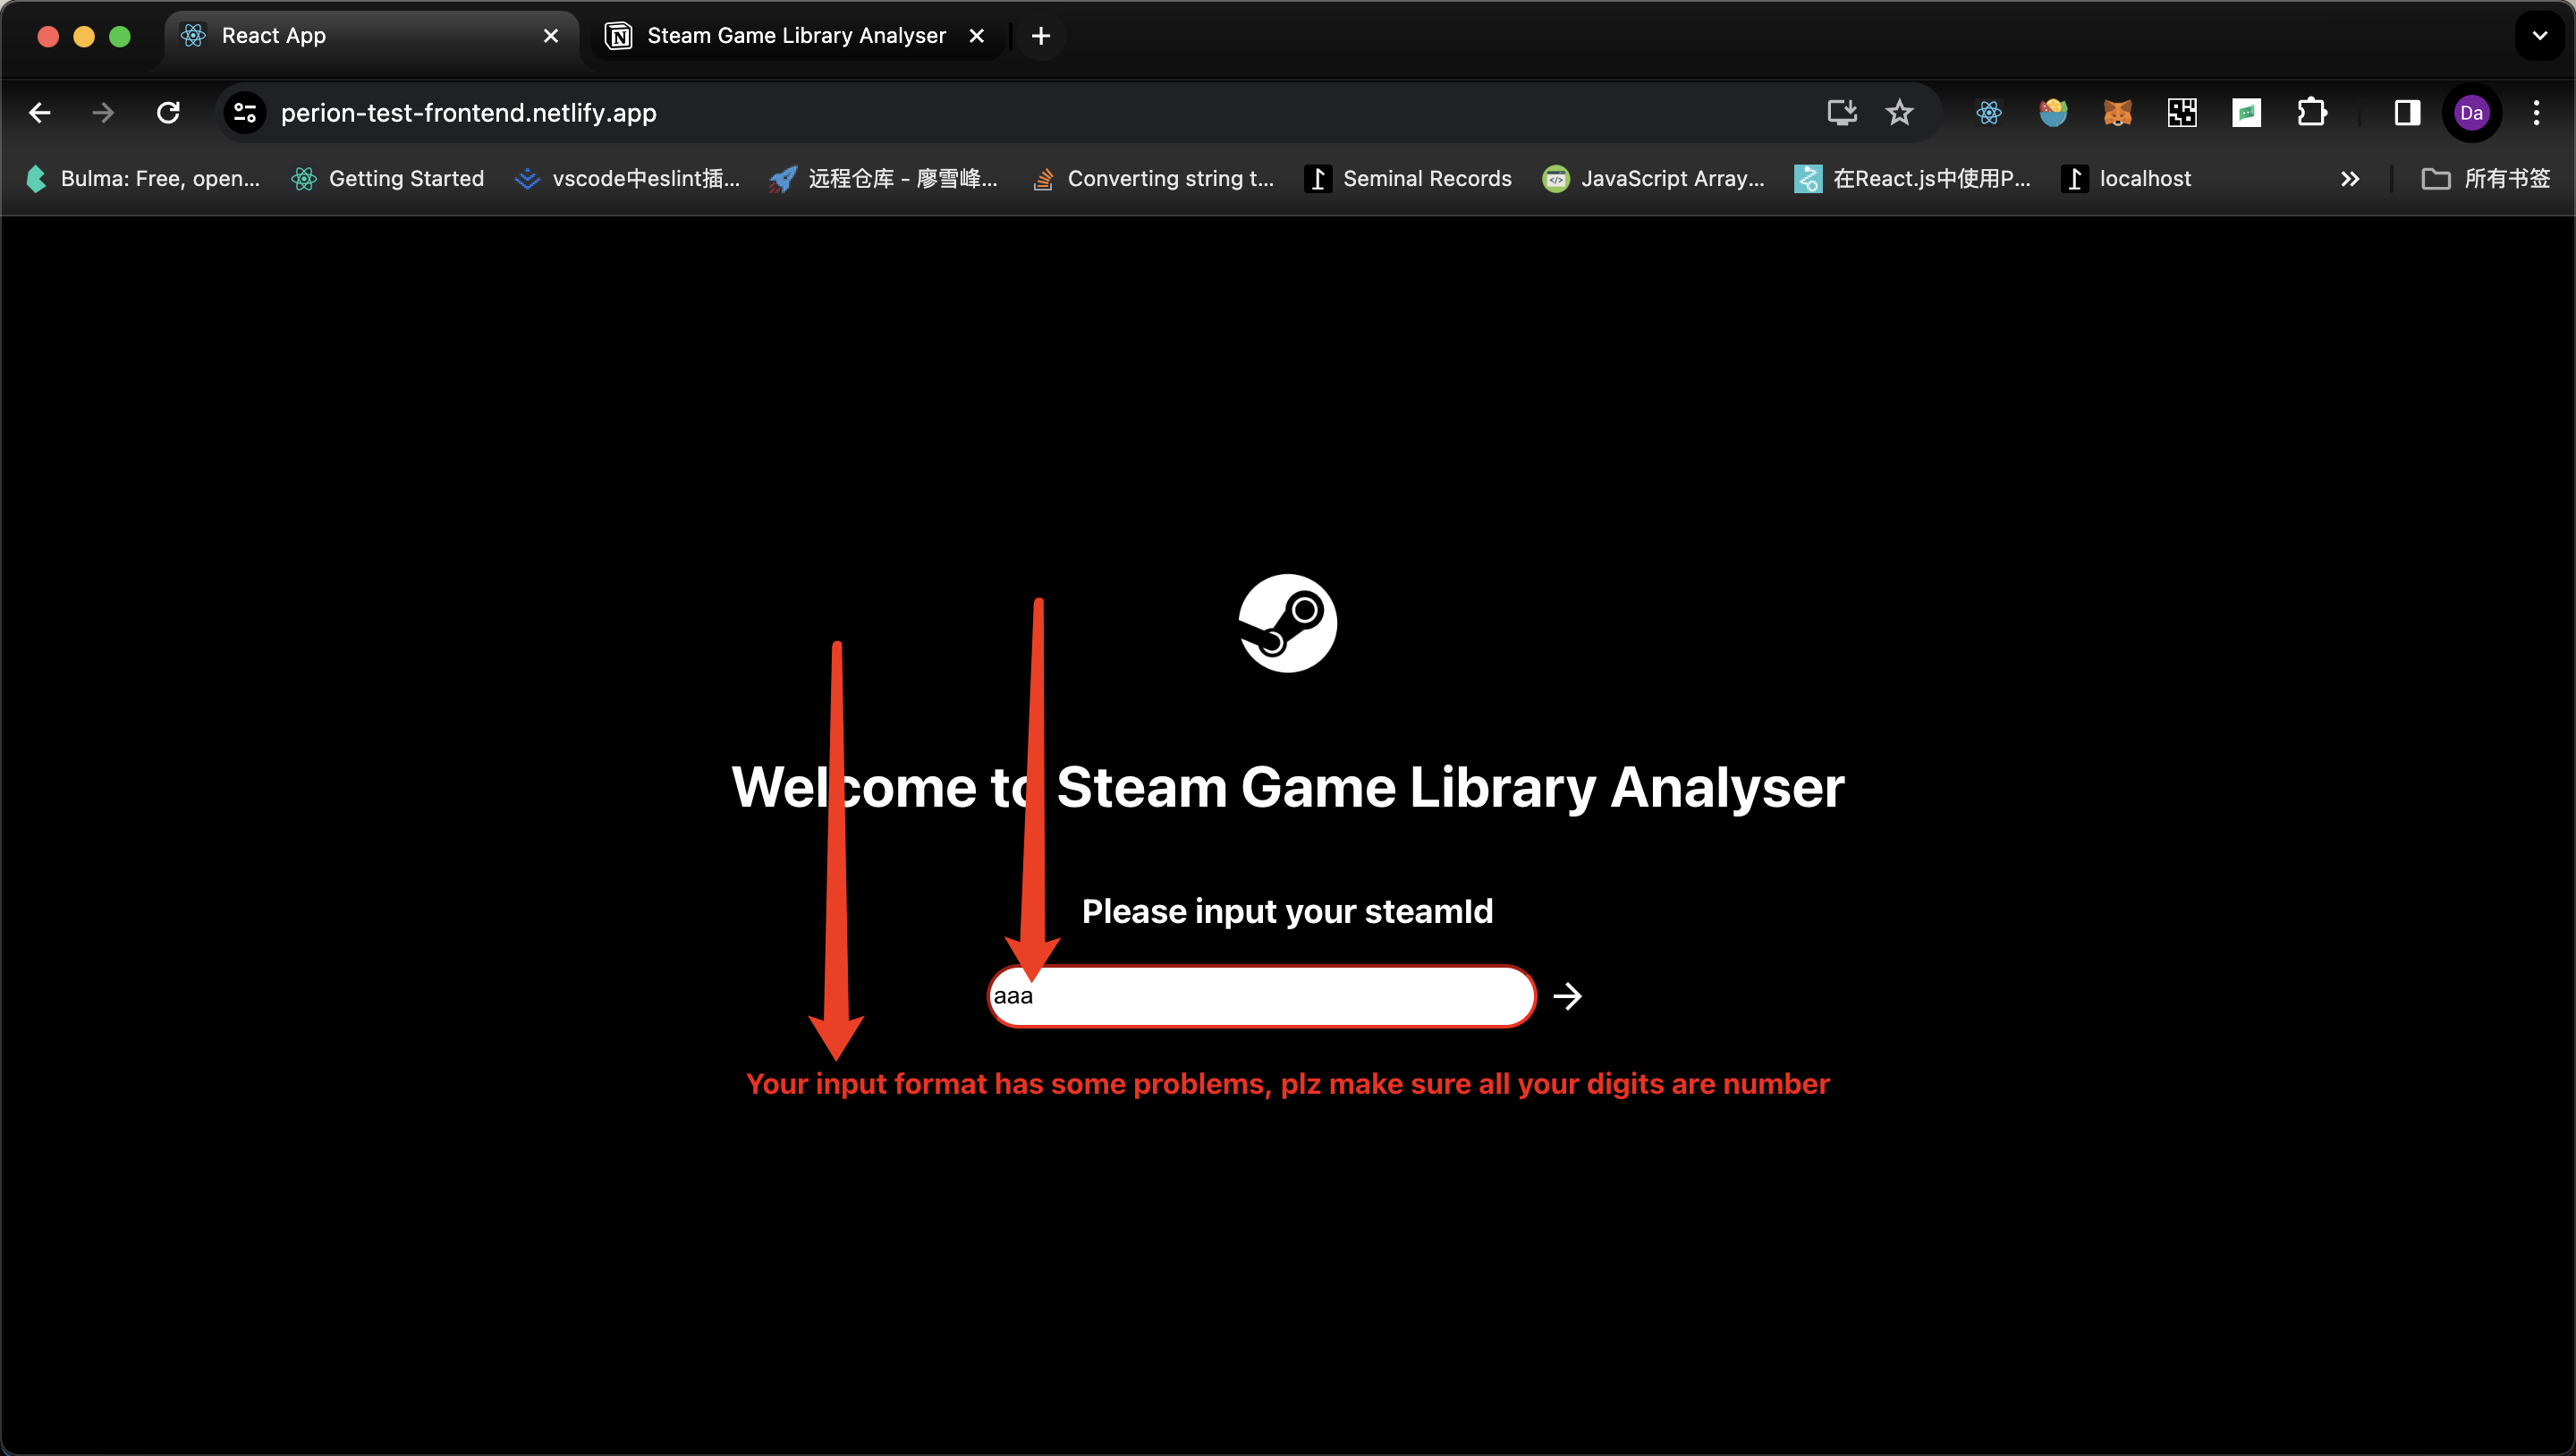 React App
Steam Game Library Analyser
perion-test-frontend.netlify.app
Da
Bulma: Free, open...
Getting Started
vscode中eslint插...
远程仓库 - 廖雪峰...
Converting string t...
Seminal Records
JavaScript Array...
在React.js中使用P...
localhost
所有书签
Welcome to Steam Game Library Analyser
Please input your steamId
aaa
Your input format has some problems, plz make sure all your digits are number